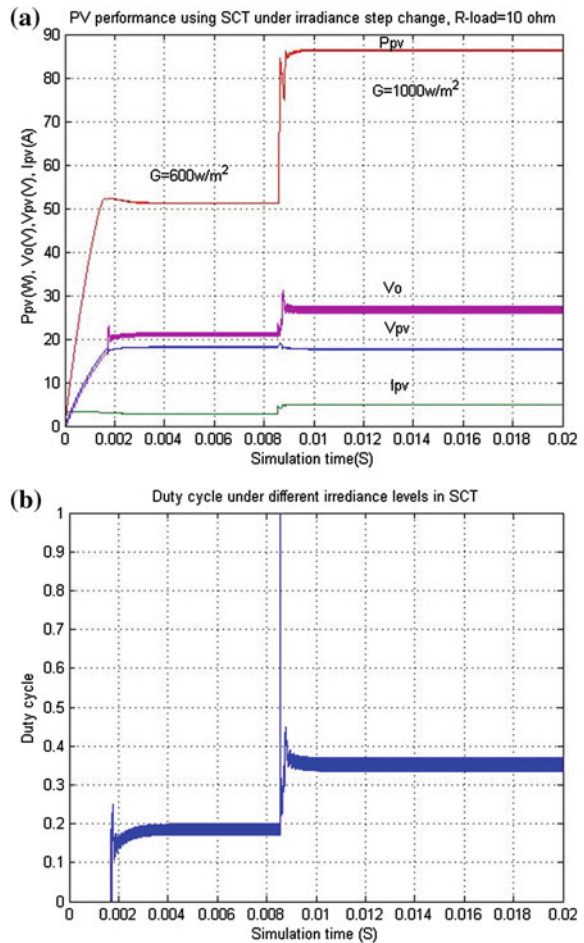 (a)
PV performance using SCT under irradiance step change, R-load=10 ohm
Ppv(W), Vo(V),Vpv(V), Ipv(A)
90
80
70
60
50
40
30
20
10
0
Ppv
G=1000w/m²
G=600w/m²
Vo
Vpv
Ipv
0 0.002 0.004 0.006 0.008 0.01 0.012 0.014 0.016 0.018 0.02
Simulation time(S)
(b)
Duty cycle under different irrediance levels in SCT
Duty cycle
1
0.9
0.8
0.7
0.6
0.5
0.4
0.3
0.2
0.1
0
0 0.002 0.004 0.006 0.008 0.01 0.012 0.014 0.016 0.018 0.02
Simulation time (S)